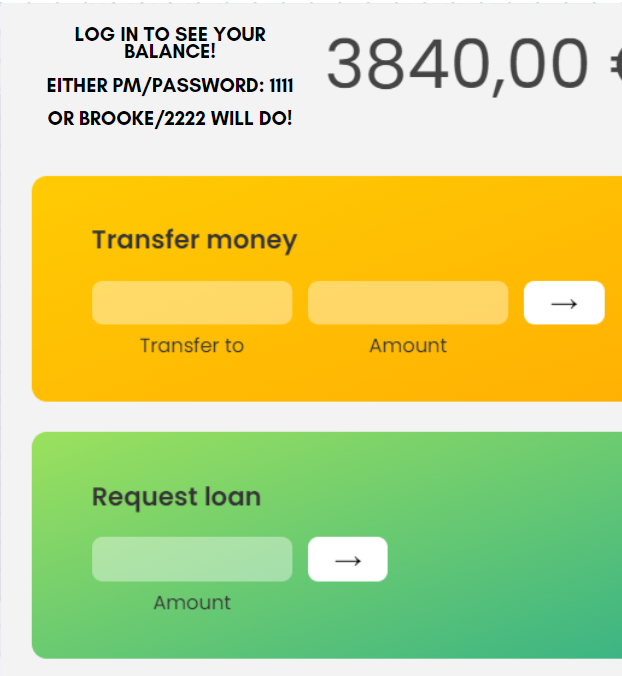 LOG IN TO SEE YOUR
BALANCE!
EITHER PM/PASSWORD: 1111
OR BROOKE/2222 WILL DO!
3840,00 €
Transfer money
→
Transfer to Amount
Request loan
→
Amount